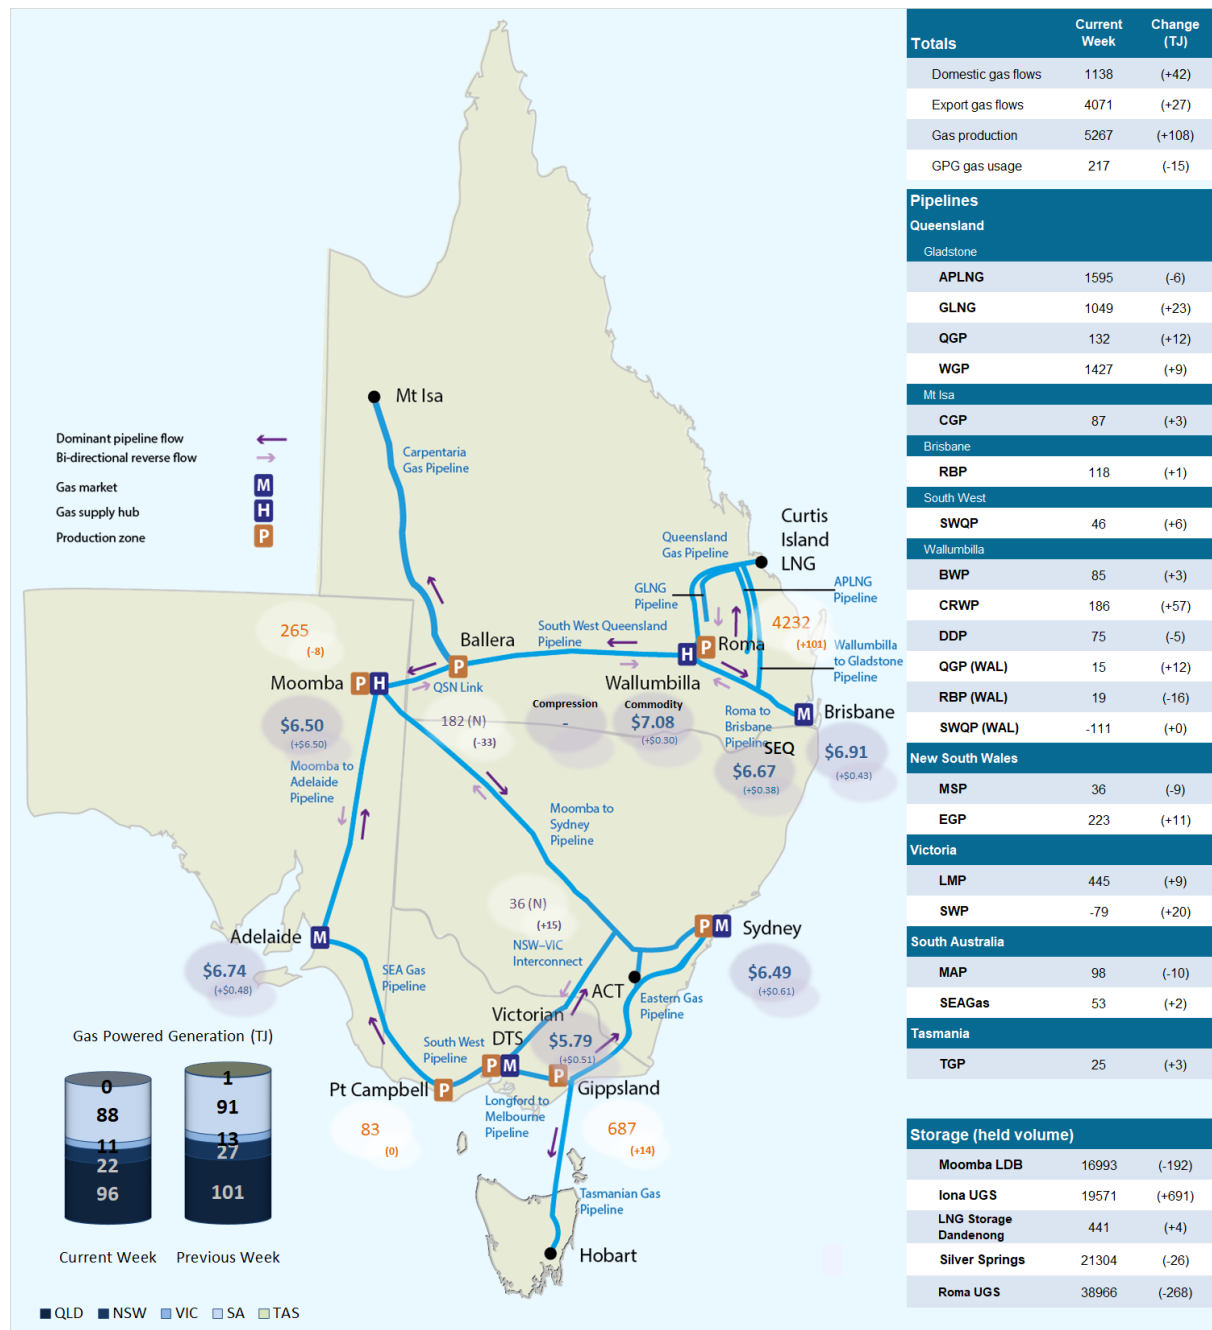 Mt Isa
Carpentaria
Gas Pipeline
Dominant pipeline flow
Bi-directional reverse flow
Gas market M
Gas supply hub H
Production zone P
Curtis
Island
LNG
Queensland
Gas Pipeline
GLNG
Pipeline
APLNG
Pipeline
South West Queensland
Pipeline
4232
(+101)
Wallumbilla
to Gladstone
Pipeline
265
(-8)
Ballera
P
H
P
Roma
Moomba
P
H
QSN Link
Wallumbilla
Compression
-
Commodity
$7.08
(+$0.30)
Roma to
Brisbane
Pipeline
M
Brisbane
SEQ
$6.67
(+$0.38)
$6.91
(+$0.43)
$6.50
(+$6.50)
182 (N)
(-33)
Moomba to
Adelaide
Pipeline
Moomba to
Sydney
Pipeline
36 (N)
(+15)
NSW–VIC
Interconnect
P
M
Sydney
$6.49
(+$0.61)
Adelaide
M
$6.74
(+$0.48)
SEA Gas
Pipeline
ACT
Eastern Gas
Pipeline
Victorian
DTS
$5.79
(+$0.51)
South West
Pipeline
P
M
P
Gippsland
Pt Campbell
P
Longford to
Melbourne
Pipeline
83
(0)
687
(+14)
Tasmanian Gas
Pipeline
Hobart
Gas Powered Generation (TJ)
0
88
11
22
96
1
91
13
27
101
Current Week
Previous Week
QLD NSW VIC SA TAS
Totals Current Week Change (TJ)
Domestic gas flows 1138 (+42)
Export gas flows 4071 (+27)
Gas production 5267 (+108)
GPG gas usage 217 (-15)
Pipelines
Queensland
Gladstone
APLNG 1595 (-6)
GLNG 1049 (+23)
QGP 132 (+12)
WGP 1427 (+9)
Mt Isa
CGP 87 (+3)
Brisbane
RBP 118 (+1)
South West
SWQP 46 (+6)
Wallumbilla
BWP 85 (+3)
CRWP 186 (+57)
DDP 75 (-5)
QGP (WAL) 15 (+12)
RBP (WAL) 19 (-16)
SWQP (WAL) -111 (+0)
New South Wales
MSP 36 (-9)
EGP 223 (+11)
Victoria
LMP 445 (+9)
SWP -79 (+20)
South Australia
MAP 98 (-10)
SEAGas 53 (+2)
Tasmania
TGP 25 (+3)
Storage (held volume)
Moomba LDB 16993 (-192)
Iona UGS 19571 (+691)
LNG Storage
Dandenong 441 (+4)
Silver Springs 21304 (-26)
Roma UGS 38966 (-268)